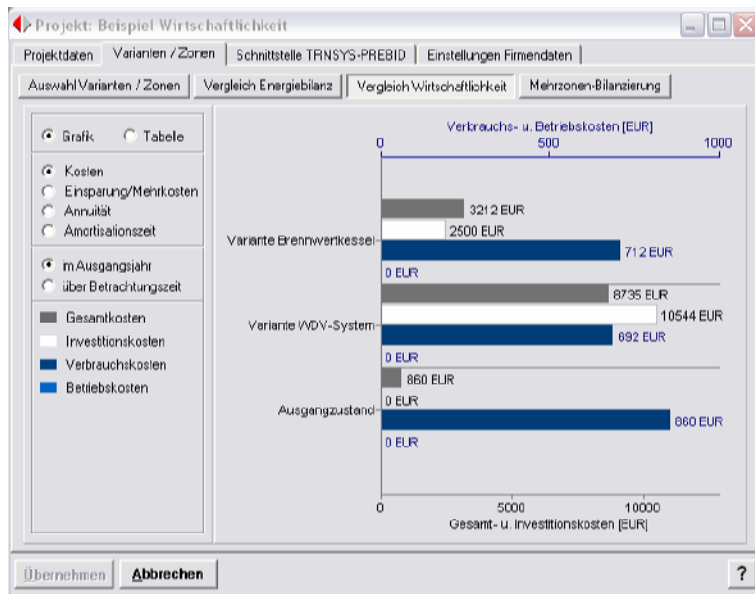 Projekt: Beispiel Wirtschaftlichkeit
Projektdaten Varianten / Zonen Schnittstelle TRNSYS-PREBID Einstellungen Firmendaten
Auswahl Varianten / Zonen Vergleich Energiebilanz Vergleich Wirtschaftlichkeit Mehrzonen-Bilanzierung
Grafik Tabelle
Kosten
Einsparung/Mehrkosten
Annuität
Amortisationszeit
im Ausgangsjahr
über Betrachtungszeit
Gesamtkosten
Investitionskosten
Verbrauchskosten
Betriebskosten
Verbrauchs- u. Betriebskosten [EUR]
0 500 1000
Variante Brennwertkessel
3212 EUR
2500 EUR
712 EUR
0 EUR
Variante WDV-System
8735 EUR
10544 EUR
692 EUR
0 EUR
Ausgangzustand
860 EUR
0 EUR
860 EUR
0 EUR
0 5000 10000
Gesamt- u. Investitionskosten [EUR]
Übernehmen Abbrechen ?